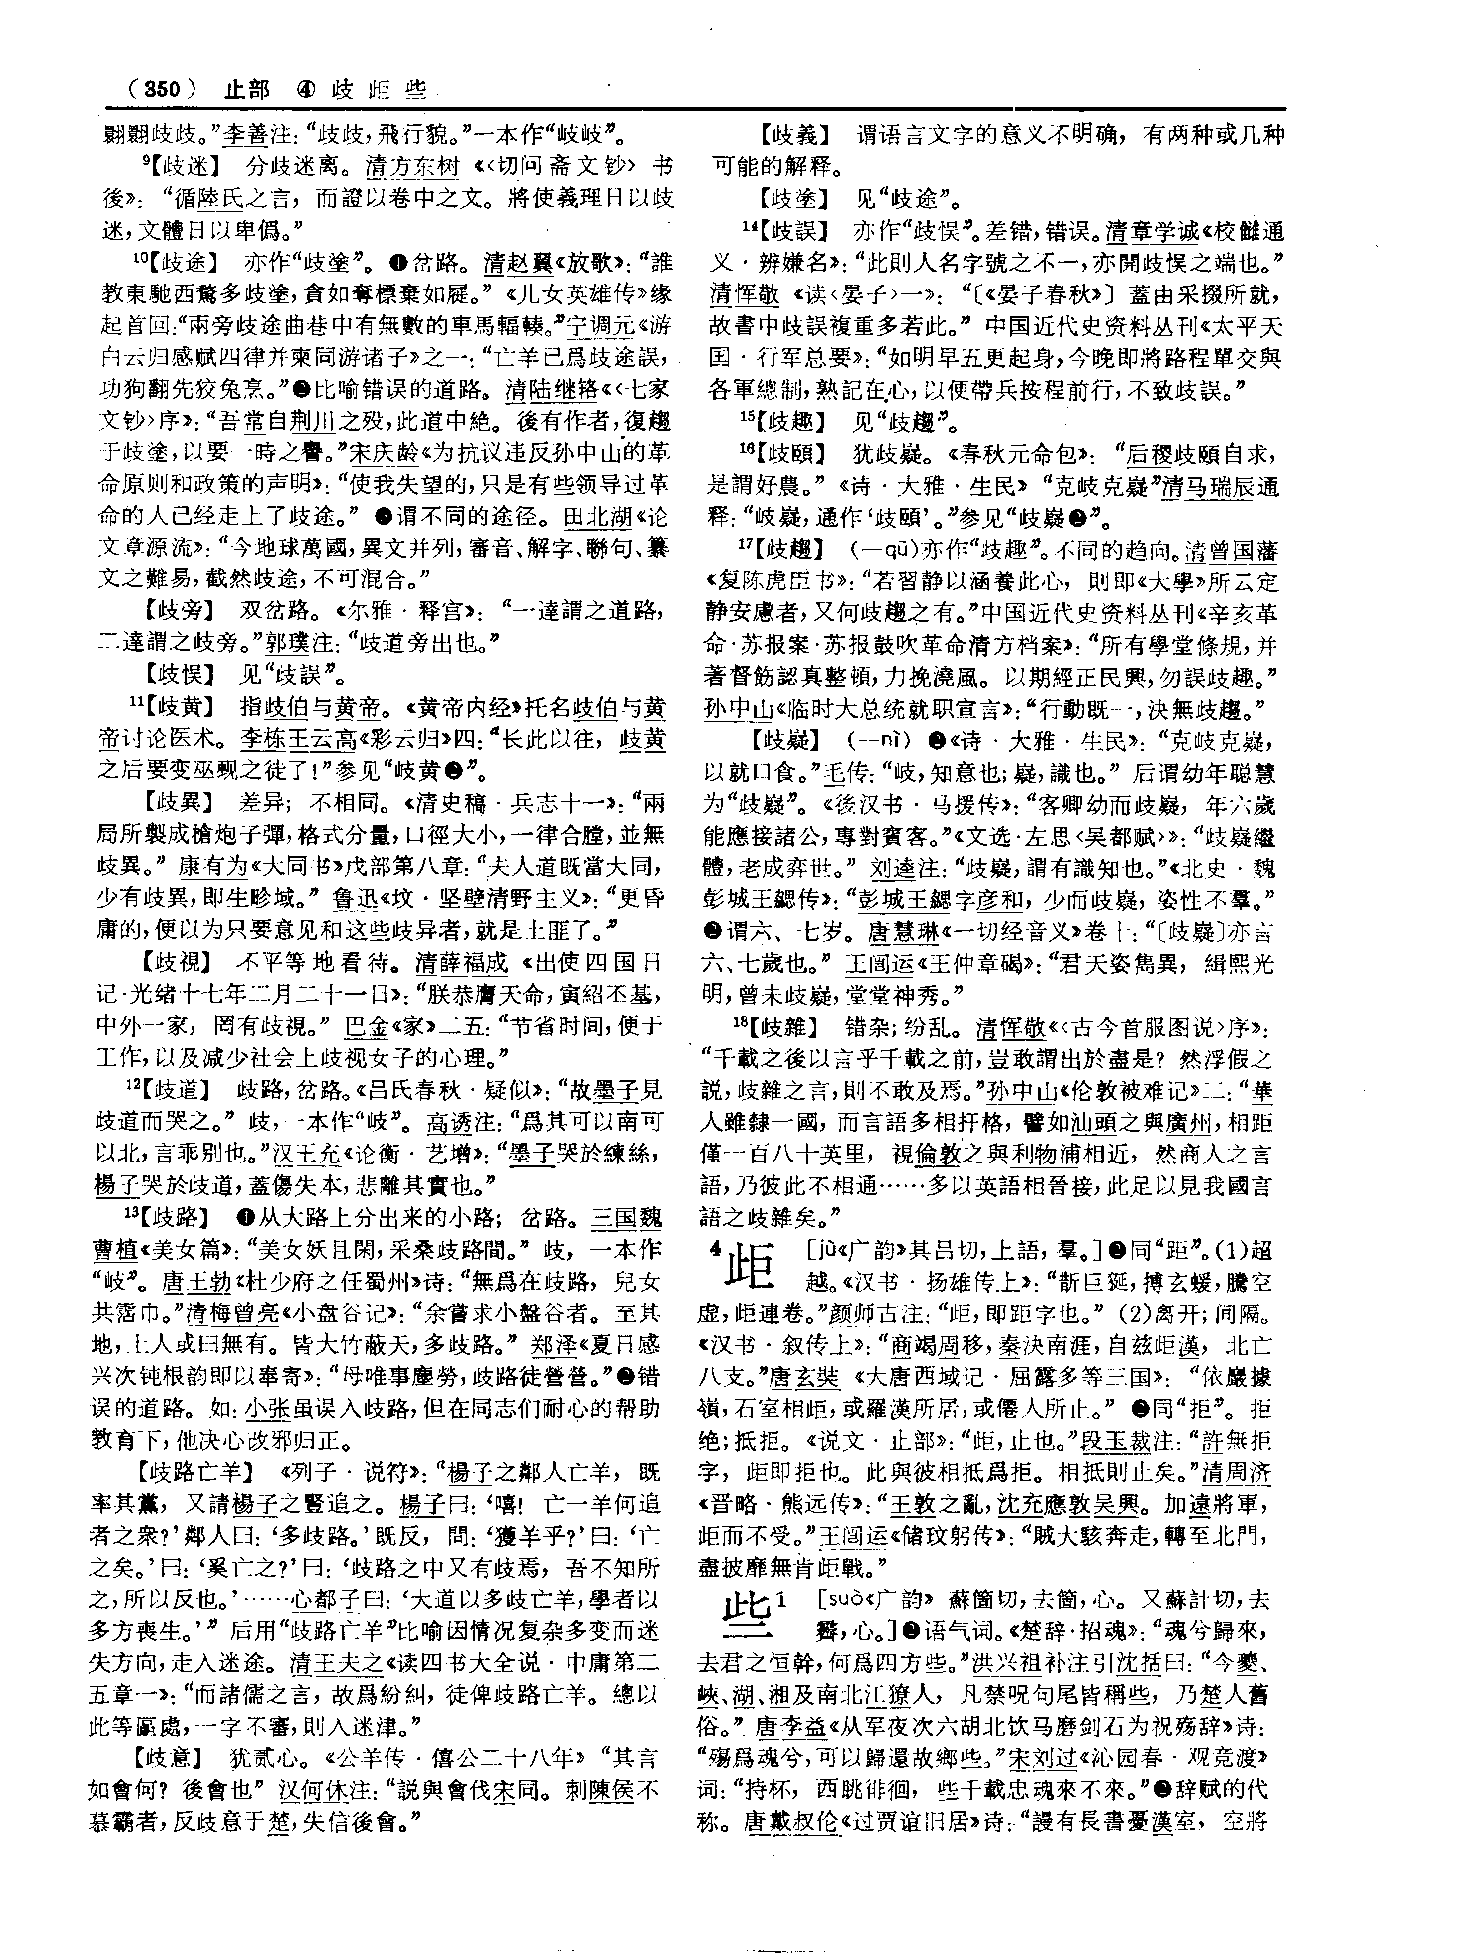 （350） 止部 ④ 歧 歫 些
翾翾歧歧。”李善注：“歧歧，飛行貌。”一本作“岐岐”。
9【歧迷】 分歧迷离。清方东树《〈切问斋文钞〉书
後》：“循陸氏之言，而證以卷中之文。將使義理日以歧
迷，文體日以卑僞。”
10【歧途】 亦作“歧塗”。❶岔路。清赵翼《放歌》：“誰
教東馳西騖多歧塗，貪如奪標棄如屣。”《儿女英雄传》缘
起首回：“兩旁歧途曲巷中有無數的車馬輻輳。”宁调元《游
白云归感赋四律并柬同游诸子》之一：“亡羊已爲歧途誤，
功狗翻先狡兔烹。”❷比喻错误的道路。清陆继辂《〈七家
文钞〉序》：“吾常自荆川之殁，此道中絶。後有作者，復趨
于歧塗，以要一時之譽。”宋庆龄《为抗议违反孙中山的革
命原则和政策的声明》：“使我失望的，只是有些领导过革
命的人已经走上了歧途。”❸谓不同的途径。田北湖《论
文章源流》：“今地球萬國，異文并列，審音、解字、聯句、纂
文之難易，截然歧途，不可混合。”
【歧旁】 双岔路。《尔雅·释宫》：“一達謂之道路，
二達謂之歧旁。”郭璞注：“歧道旁出也。”
【歧悮】 见“歧誤”。
11【歧黄】 指歧伯与黄帝。《黄帝内经》托名歧伯与黄
帝讨论医术。李栋王云高《彩云归》四：“长此以往，歧黄
之后要变巫觋之徒了！”参见“岐黄❷”。
【歧異】 差异；不相同。《清史稿·兵志十一》：“兩
局所製成槍炮子彈，格式分量，口徑大小，一律合膛，並無
歧異。”康有为《大同书》戊部第八章：“夫人道既當大同，
少有歧異，即生畛域。”鲁迅《坟·坚壁清野主义》：“更昏
庸的，便以为只要意见和这些歧异者，就是土匪了。”
【歧視】 不平等地看待。清薛福成《出使四国日
记·光绪十七年二月二十一日》：“朕恭膺天命，寅紹丕基，
中外一家，罔有歧視。”巴金《家》二五：“节省时间，便于
工作，以及减少社会上歧视女子的心理。”
12【歧道】 歧路，岔路。《吕氏春秋·疑似》：“故墨子見
歧道而哭之。”歧，一本作“岐”。高诱注：“爲其可以南可
以北，言乖别也。”汉王充《论衡·艺增》：“墨子哭於練絲，
楊子哭於歧道，蓋傷失本，悲離其實也。”
13【歧路】 ❶从大路上分出来的小路；岔路。三国魏
曹植《美女篇》：“美女妖且閑，采桑歧路間。”歧，一本作
“岐”。唐王勃《杜少府之任蜀州》诗：“無爲在歧路，兒女
共霑巾。”清梅曾亮《小盘谷记》：“余嘗求小盤谷者。至其
地，土人或曰無有。皆大竹蔽天，多歧路。”郑泽《夏日感
兴次钝根韵即以奉寄》：“母唯事塵勞，歧路徒營營。”❷错
误的道路。如：小张虽误入歧路，但在同志们耐心的帮助
教育下，他决心改邪归正。
【歧路亡羊】 《列子·说符》：“楊子之鄰人亡羊，既
率其黨，又請楊子之豎追之。楊子曰：‘嘻！亡一羊何追
者之衆？’鄰人曰：‘多歧路。’既反，問：‘獲羊乎？’曰：‘亡
之矣。’曰：‘奚亡之？’曰：‘歧路之中又有歧焉，吾不知所
之，所以反也。’……心都子曰：‘大道以多歧亡羊，學者以
多方喪生。’”后用“歧路亡羊”比喻因情况复杂多变而迷
失方向，走入迷途。清王夫之《读四书大全说·中庸第二
五章一》：“而諸儒之言，故爲紛糾，徒俾歧路亡羊。總以
此等區處，一字不審，則入迷津。”
【歧意】 犹贰心。《公羊传·僖公二十八年》“其言
如會何？後會也”汉何休注：“説與會伐宋同。刺陳侯不
慕霸者，反歧意于楚，失信後會。”
【歧義】 谓语言文字的意义不明确，有两种或几种
可能的解释。
【歧塗】 见“歧途”。
14【歧誤】 亦作“歧悮”。差错，错误。清章学诚《校雠通
义·辨嫌名》：“此則人名字號之不一，亦開歧悮之端也。”
清恽敬《读〈晏子〉一》：“〔《晏子春秋》〕蓋由采掇所就，
故書中歧誤複重多若此。”中国近代史资料丛刊《太平天
国·行军总要》：“如明早五更起身，今晚即將路程單交與
各軍總制，熟記在心，以便帶兵按程前行，不致歧誤。”
15【歧趣】 见“歧趨”。
16【歧頤】 犹歧嶷。《春秋元命包》：“后稷歧頤自求，
是謂好農。”《诗·大雅·生民》“克岐克嶷”清马瑞辰通
释：“岐嶷，通作‘歧頤’。”参见“歧嶷❷”。
17【歧趨】 （—qū）亦作“歧趣”。不同的趋向。清曾国藩
《复陈虎臣书》：“若習静以涵養此心，則即《大學》所云定
静安慮者，又何歧趨之有。”中国近代史资料丛刊《辛亥革
命·苏报案·苏报鼓吹革命清方档案》：“所有學堂條規，并
著督飭認真整頓，力挽澆風。以期經正民興，勿誤歧趣。”
孙中山《临时大总统就职宣言》：“行動既一，決無歧趨。”
【歧嶷】 （—nì）❶《诗·大雅·生民》：“克岐克嶷，
以就口食。”毛传：“岐，知意也；嶷，識也。”后谓幼年聪慧
为“歧嶷”。《後汉书·马援传》：“客卿幼而歧嶷，年六歲
能應接諸公，專對賓客。”《文选·左思〈吴都赋〉》：“歧嶷繼
體，老成弈世。”刘逵注：“歧嶷，謂有識知也。”《北史·魏
彭城王勰传》：“彭城王勰字彦和，少而歧嶷，姿性不羣。”
❷谓六、七岁。唐慧琳《一切经音义》卷十：“〔歧嶷〕亦言
六、七歲也。”王闿运《王仲章碣》：“君天姿雋異，緝熙光
明，曾未歧嶷，堂堂神秀。”
18【歧雜】 错杂；纷乱。清恽敬《〈古今首服图说〉序》：
“千載之後以言乎千載之前，豈敢謂出於盡是？然浮假之
説，歧雜之言，則不敢及焉。”孙中山《伦敦被难记》二：“華
人雖隸一國，而言語多相扞格，譬如汕頭之與廣州，相距
僅一百八十英里，視倫敦之與利物浦相近，然商人之言
語，乃彼此不相通……多以英語相晉接，此足以見我國言
語之歧雜矣。”
4歫 ［jù《广韵》其吕切，上語，羣。］❶同“距”。（1）超
越。《汉书·扬雄传上》：“斮巨狿，搏玄蝯，騰空
虚，歫連卷。”颜师古注：“歫，即距字也。”（2）离开；间隔。
《汉书·叙传上》：“商竭周移，秦決南涯，自兹歫漢，北亡
八支。”唐玄奘《大唐西域记·屈露多等三国》：“依巖據
嶺，石室相歫，或羅漢所居，或僊人所止。”❷同“拒”。拒
绝；抵拒。《说文·止部》：“歫，止也。”段玉裁注：“許無拒
字，歫即拒也。此與彼相抵爲拒。相抵則止矣。”清周济
《晋略·熊远传》：“王敦之亂，沈充應敦吴興。加遠將軍，
歫而不受。”王闿运《储玟躬传》：“賊大駭奔走，轉至北門，
盡披靡無肯歫戰。”
些1 ［suò《广韵》蘇箇切，去箇，心。又蘇計切，去
霽，心。］❶语气词。《楚辞·招魂》：“魂兮歸來，
去君之恒幹，何爲四方些。”洪兴祖补注引沈括曰：“今夔、
峽、湖、湘及南北江獠人，凡禁呪句尾皆稱些，乃楚人舊
俗。”唐李益《从军夜次六胡北饮马磨剑石为祝殇辞》诗：
“殤爲魂兮，可以歸還故鄉些。”宋刘过《沁园春·观竞渡》
词：“持杯，西眺徘徊，些千載忠魂來不來。”❷辞赋的代
称。唐戴叔伦《过贾谊旧居》诗：“謾有長書憂漢室，空將